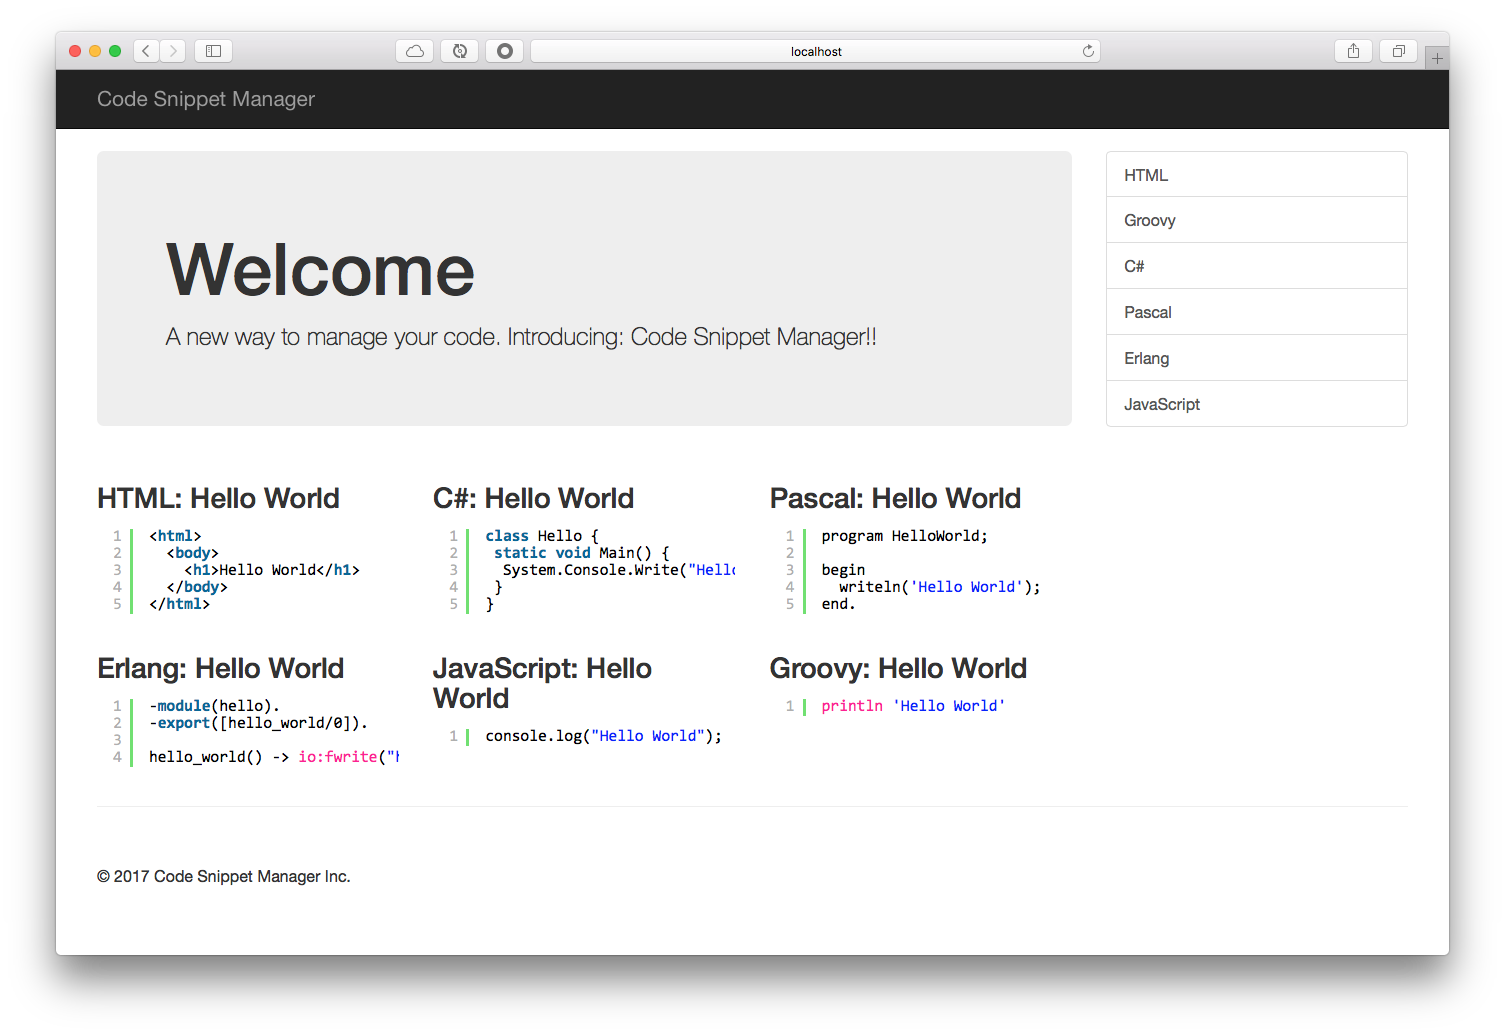 localhost
Code Snippet Manager
Welcome
A new way to manage your code. Introducing: Code Snippet Manager!!
HTML
Groovy
C#
Pascal
Erlang
JavaScript
HTML: Hello World
1 <html>
2   <body>
3     <h1>Hello World</h1>
4   </body>
5 </html>
C#: Hello World
1 class Hello {
2  static void Main() {
3   System.Console.Write("Hello
4  }
5 }
Pascal: Hello World
1 program HelloWorld;
2
3 begin
4   writeln('Hello World');
5 end.
Erlang: Hello World
1 -module(hello).
2 -export([hello_world/0]).
3
4 hello_world() -> io:fwrite("h
JavaScript: Hello
World
1 console.log("Hello World");
Groovy: Hello World
1 println 'Hello World'
© 2017 Code Snippet Manager Inc.